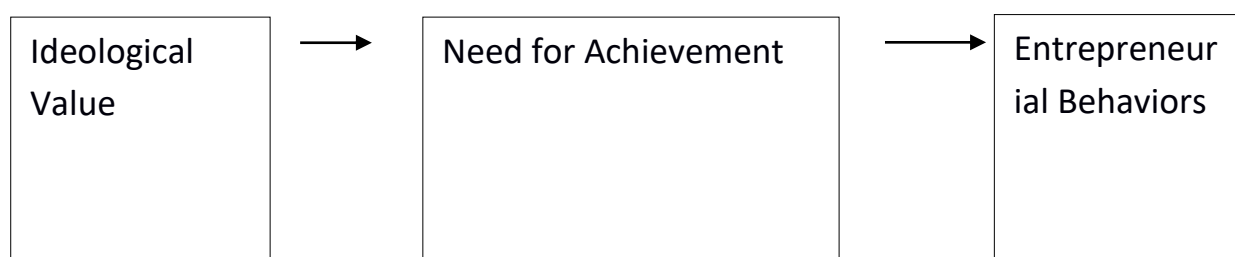 Ideological
Value
Need for Achievement
Entrepreneur
ial Behaviors